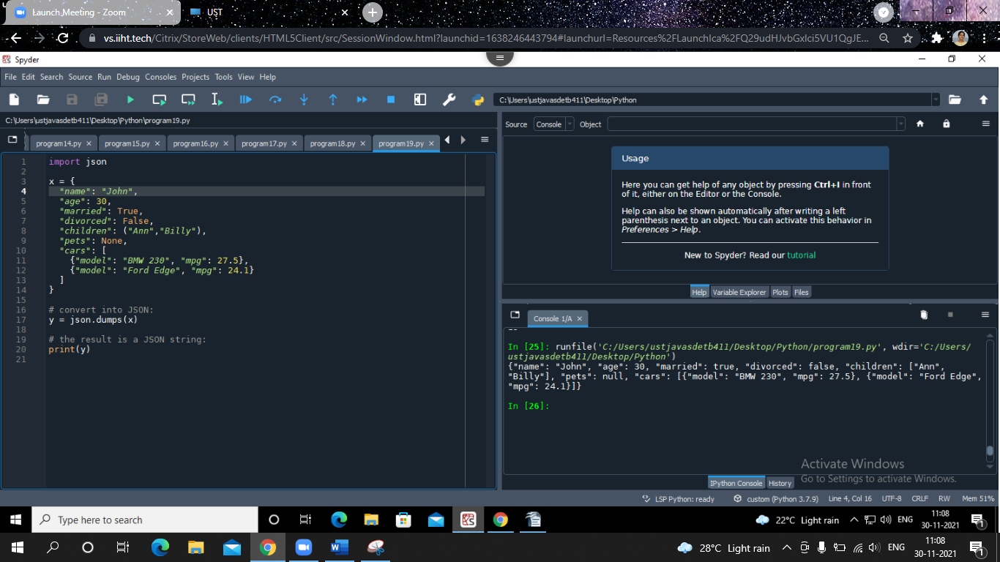 Launch Meeting - Zoom
UST
vs.iiht.tech/Citrix/StoreWeb/clients/HTML5Client/src/SessionWindow.html?launchid=1638246443794#launchurl=Resources%2FLaunchIca%2FQ29udHJvbGxlci5VU1QgJE...
Spyder
File Edit Search Source Run Debug Consoles Projects Tools View Help
C:\Users\ustjavasdetb411\Desktop\Python
C:\Users\ustjavasdetb411\Desktop\Python\program19.py
program14.py program15.py program16.py program17.py program18.py program19.py
1 import json
2
3 x = {
4 "name": "John",
5 "age": 30,
6 "married": True,
7 "divorced": False,
8 "children": ("Ann","Billy"),
9 "pets": None,
10 "cars": [
11 {"model": "BMW 230", "mpg": 27.5},
12 {"model": "Ford Edge", "mpg": 24.1}
13 ]
14 }
15
16 # convert into JSON:
17 y = json.dumps(x)
18
19 # the result is a JSON string:
20 print(y)
21
Source Console Object
Usage
Here you can get help of any object by pressing Ctrl+I in front
of it, either on the Editor or the Console.
Help can also be shown automatically after writing a left
parenthesis next to an object. You can activate this behavior in
Preferences > Help.
New to Spyder? Read our tutorial
Help Variable Explorer Plots Files
Console 1/A
In [25]: runfile('C:/Users/ustjavasdetb411/Desktop/Python/program19.py', wdir='C:/Users/
ustjavasdetb411/Desktop/Python')
{"name": "John", "age": 30, "married": true, "divorced": false, "children": ["Ann",
"Billy"], "pets": null, "cars": [{"model": "BMW 230", "mpg": 27.5}, {"model": "Ford Edge",
"mpg": 24.1}]}
In [26]:
Activate Windows
Go to Settings to activate Windows.
IPython Console History
LSP Python: ready custom (Python 3.7.9) Line 4, Col 16 UTF-8 CRLF RW Mem 51%
Type here to search
22°C Light rain ENG 11:08
30-11-2021
1
28°C Light rain ENG 11:08
30-11-2021
1